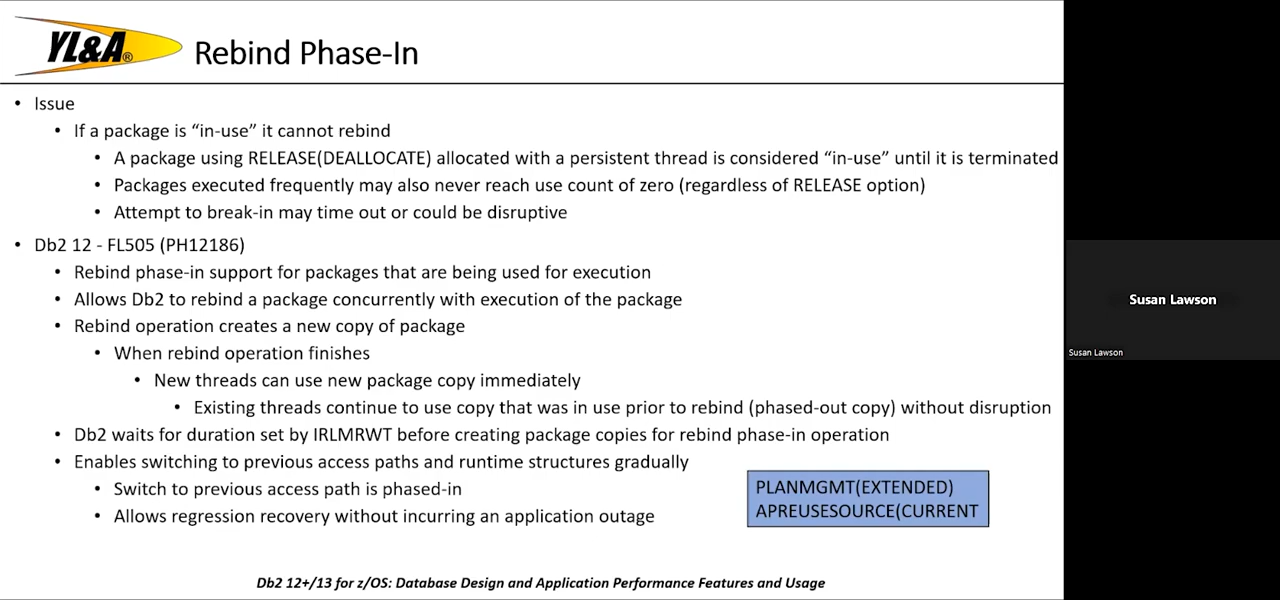 YL&A®
Rebind Phase-In
• Issue
• If a package is “in-use” it cannot rebind
• A package using RELEASE(DEALLOCATE) allocated with a persistent thread is considered “in-use” until it is terminated
• Packages executed frequently may also never reach use count of zero (regardless of RELEASE option)
• Attempt to break-in may time out or could be disruptive
• Db2 12 - FL505 (PH12186)
• Rebind phase-in support for packages that are being used for execution
• Allows Db2 to rebind a package concurrently with execution of the package
• Rebind operation creates a new copy of package
• When rebind operation finishes
• New threads can use new package copy immediately
• Existing threads continue to use copy that was in use prior to rebind (phased-out copy) without disruption
• Db2 waits for duration set by IRLMRWT before creating package copies for rebind phase-in operation
• Enables switching to previous access paths and runtime structures gradually
• Switch to previous access path is phased-in
• Allows regression recovery without incurring an application outage
PLANMGMT(EXTENDED)
APREUSESOURCE(CURRENT
Db2 12+/13 for z/OS: Database Design and Application Performance Features and Usage
Susan Lawson
Susan Lawson